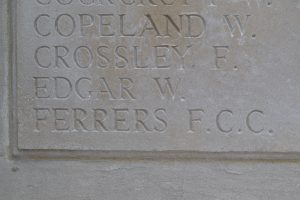 COPELAND W.
CROSSLEY F.
EDGAR W.
FERRERS F.C.C.